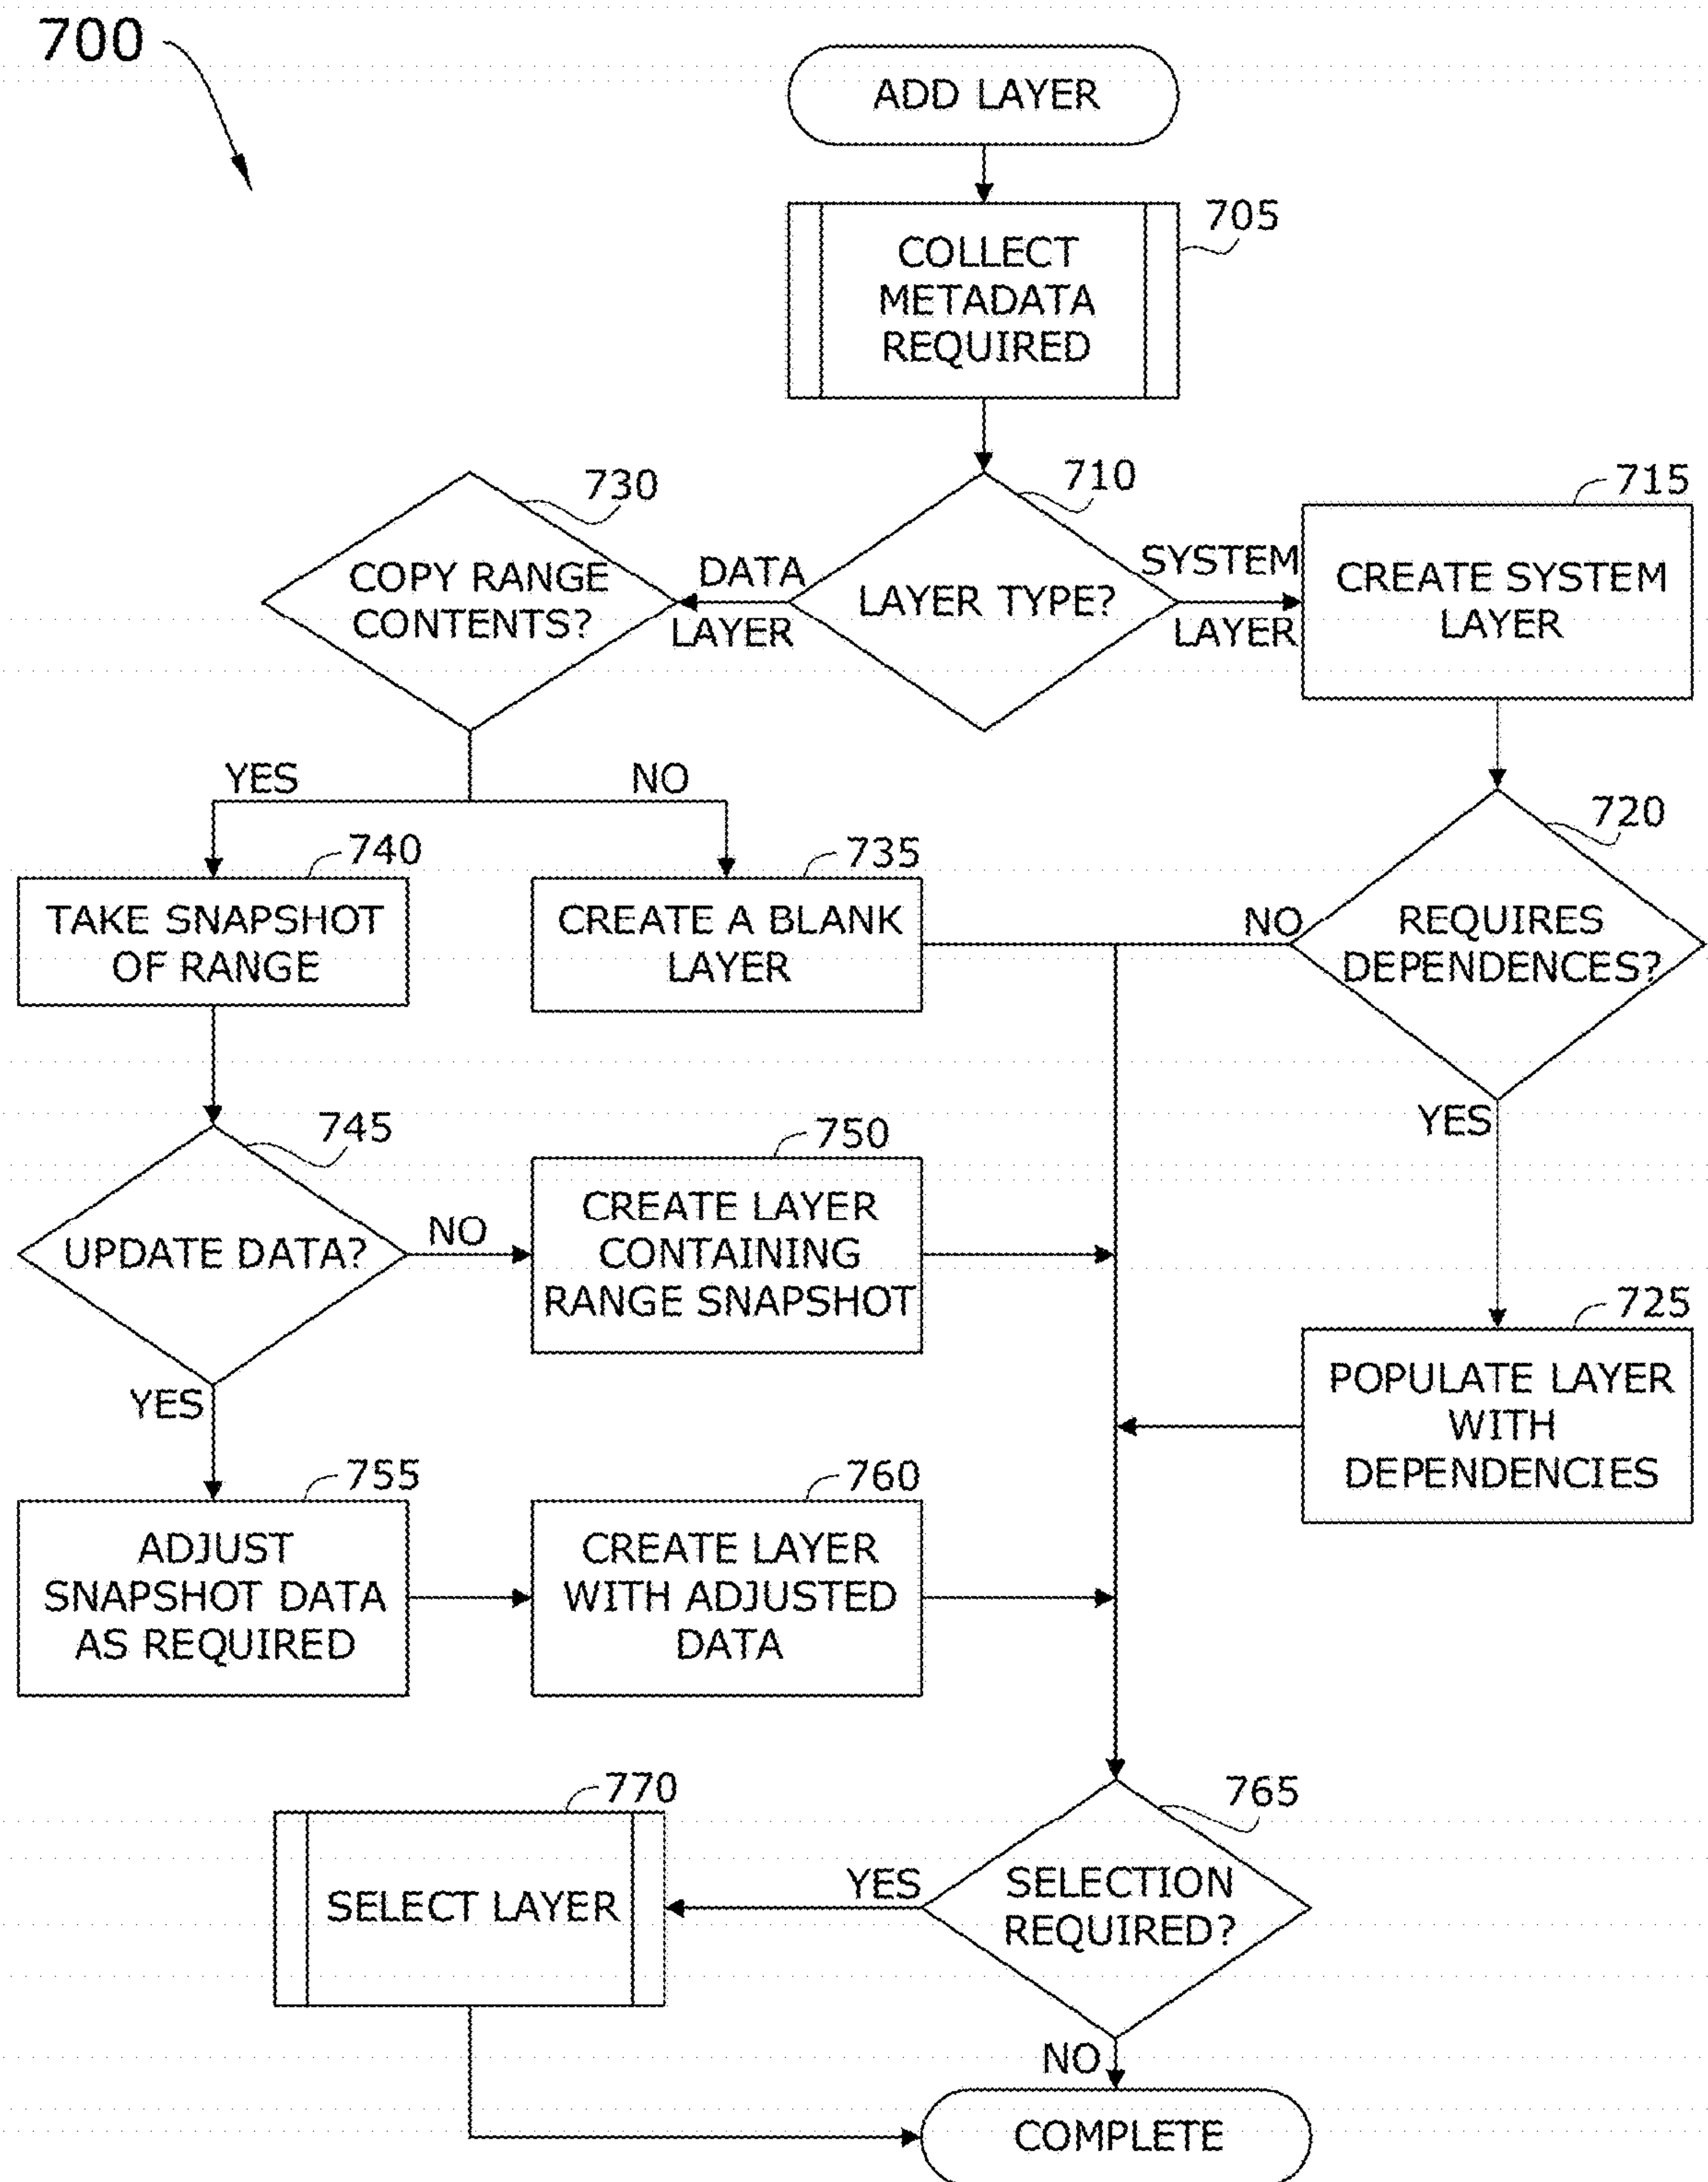 700
ADD LAYER
705
COLLECT
METADATA
REQUIRED
710
LAYER TYPE?
DATA
LAYER
SYSTEM
LAYER
715
CREATE SYSTEM
LAYER
730
COPY RANGE
CONTENTS?
YES
NO
720
REQUIRES
DEPENDENCES?
NO
YES
740
TAKE SNAPSHOT
OF RANGE
735
CREATE A BLANK
LAYER
745
UPDATE DATA?
NO
YES
750
CREATE LAYER
CONTAINING
RANGE SNAPSHOT
725
POPULATE LAYER
WITH
DEPENDENCIES
755
ADJUST
SNAPSHOT DATA
AS REQUIRED
760
CREATE LAYER
WITH ADJUSTED
DATA
765
SELECTION
REQUIRED?
YES
NO
770
SELECT LAYER
COMPLETE